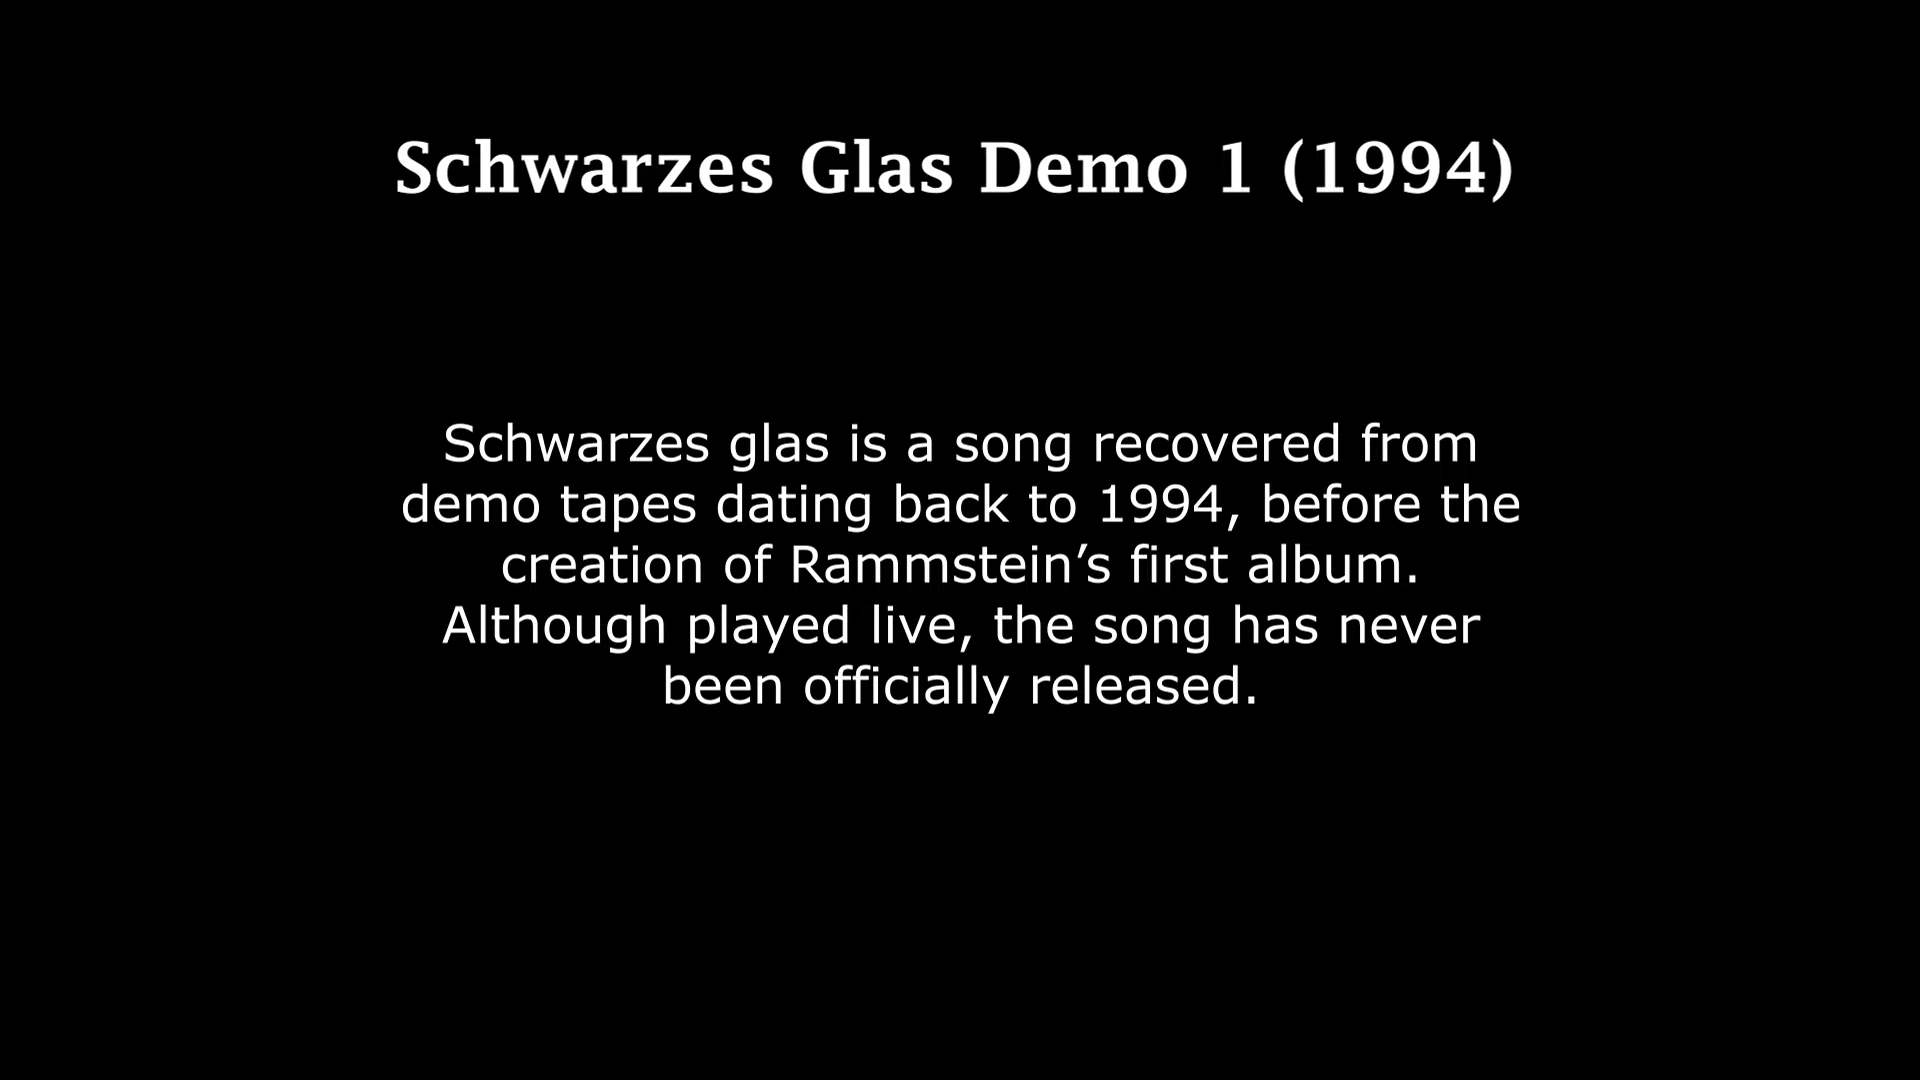 Schwarzes Glas Demo 1 (1994)
Schwarzes glas is a song recovered from
demo tapes dating back to 1994, before the
creation of Rammstein’s first album.
Although played live, the song has never
been officially released.